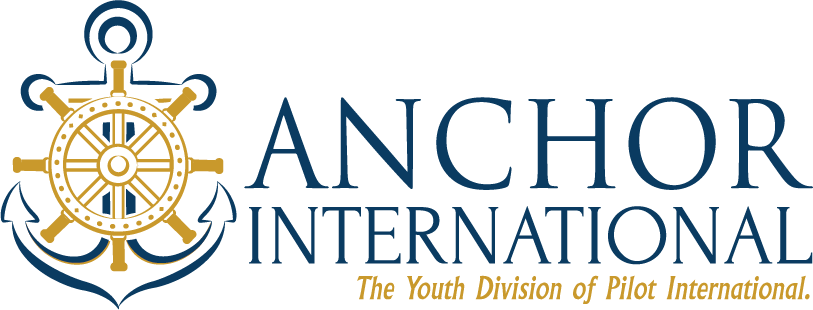 ANCHOR
INTERNATIONAL
The Youth Division of Pilot International.